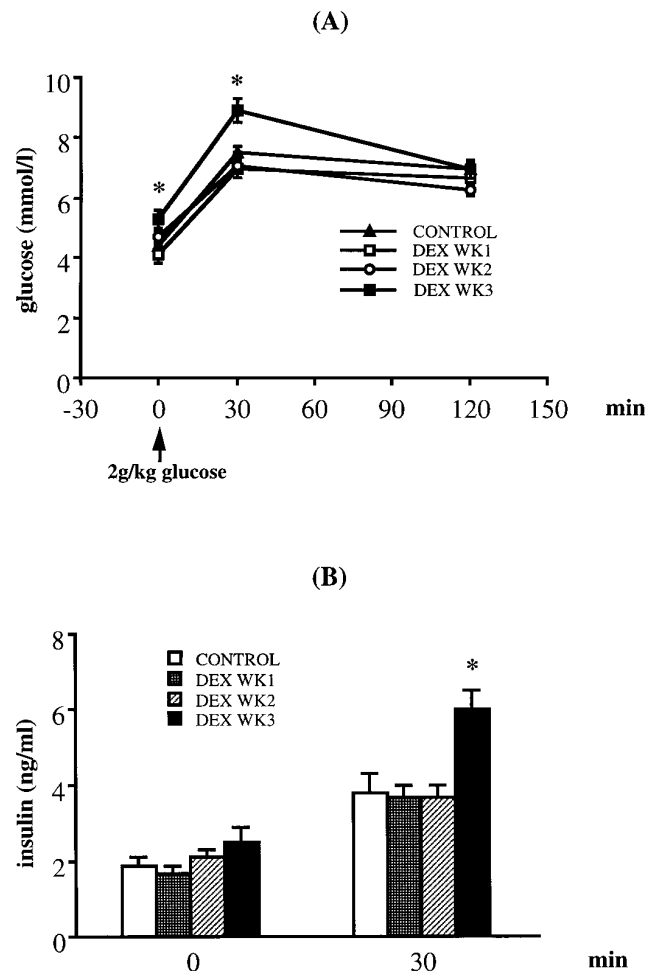 (A)
10
*
8
*
6
4
2
0
glucose (mmol/l)
CONTROL
DEX WK1
DEX WK2
DEX WK3
-30 0 30 60 90 120 150 min
2g/kg glucose
(B)
8
6
4
2
0
insulin (ng/ml)
CONTROL
DEX WK1
DEX WK2
DEX WK3
*
0 30 min